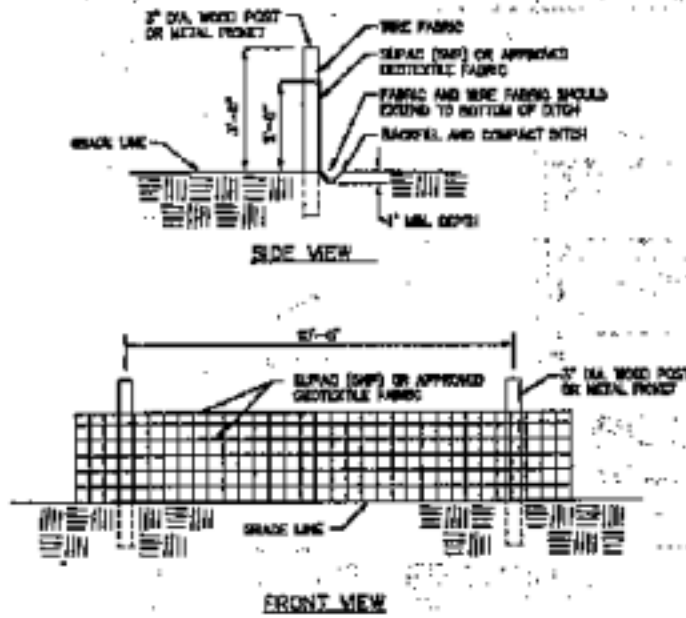 3" DIA. WOOD POST
OR METAL PICKET
WIRE FABRIC
SUPAC (5NP) OR APPROVED
GEOTEXTILE FABRIC
FABRIC AND WIRE FABRIC SHOULD
EXTEND TO BOTTOM OF DITCH
BACKFILL AND COMPACT DITCH
GRADE LINE
MIN. DEPTH
SIDE VIEW
SUPAC (5NP) OR APPROVED
GEOTEXTILE FABRIC
3" DIA. WOOD POST
OR METAL PICKET
GRADE LINE
FRONT VIEW